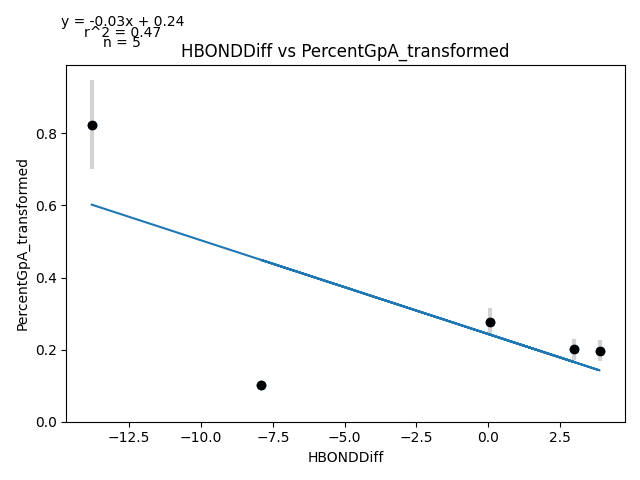 y = -0.03x + 0.24
r^2 = 0.47
n = 5
HBONDDiff vs PercentGpA_transformed
PercentGpA_transformed
0.8
0.6
0.4
0.2
0.0
−12.5 −10.0 −7.5 −5.0 −2.5 0.0 2.5
HBONDDiff